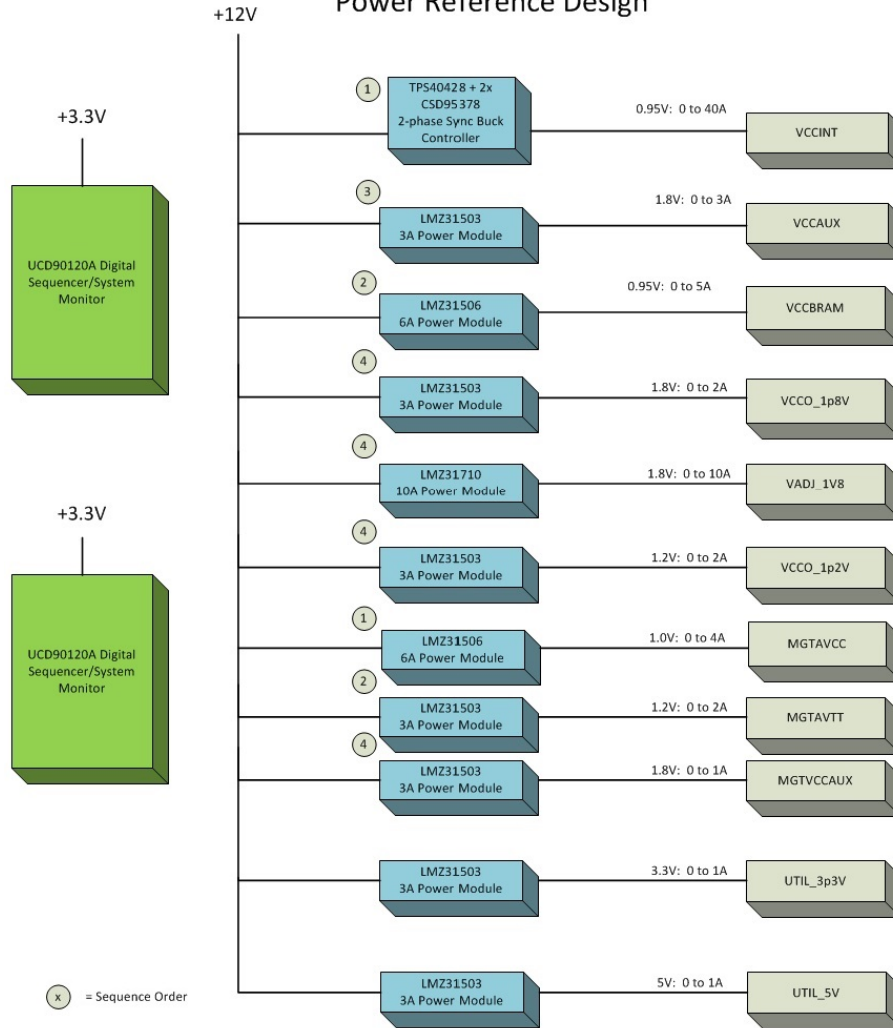 Power Reference Design
+12V
+3.3V
UCD90120A Digital
Sequencer/System
Monitor
+3.3V
UCD90120A Digital
Sequencer/System
Monitor
1
TPS40428 + 2x
CSD95378
2-phase Sync Buck
Controller
0.95V: 0 to 40A
VCCINT
3
LMZ31503
3A Power Module
1.8V: 0 to 3A
VCCAUX
2
LMZ31506
6A Power Module
0.95V: 0 to 5A
VCCBRAM
4
LMZ31503
3A Power Module
1.8V: 0 to 2A
VCCO_1p8V
4
LMZ31710
10A Power Module
1.8V: 0 to 10A
VADJ_1V8
4
LMZ31503
3A Power Module
1.2V: 0 to 2A
VCCO_1p2V
1
LMZ31506
6A Power Module
1.0V: 0 to 4A
MGTAVCC
2
LMZ31503
3A Power Module
1.2V: 0 to 2A
MGTAVTT
4
LMZ31503
3A Power Module
1.8V: 0 to 1A
MGTVCCAUX
LMZ31503
3A Power Module
3.3V: 0 to 1A
UTIL_3p3V
LMZ31503
3A Power Module
5V: 0 to 1A
UTIL_5V
x = Sequence Order